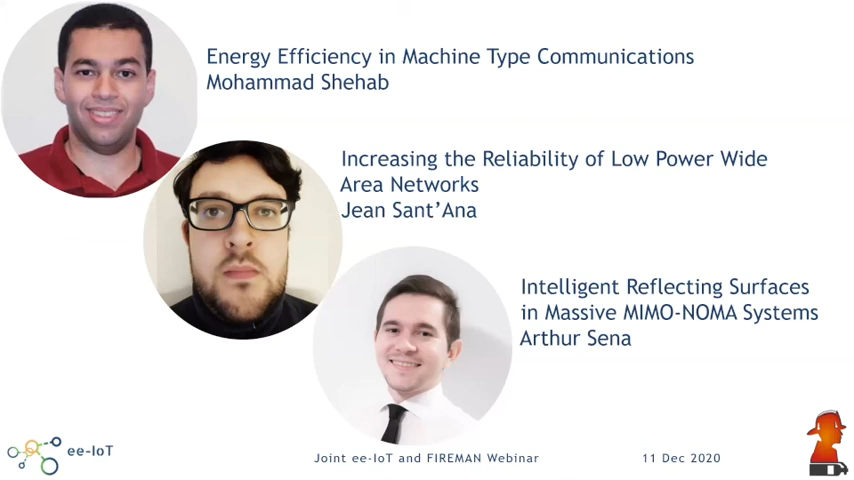 Energy Efficiency in Machine Type Communications
Mohammad Shehab
Increasing the Reliability of Low Power Wide
Area Networks
Jean Sant'Ana
Intelligent Reflecting Surfaces
in Massive MIMO-NOMA Systems
Arthur Sena
ee-IoT
Joint ee-IoT and FIREMAN Webinar
11 Dec 2020